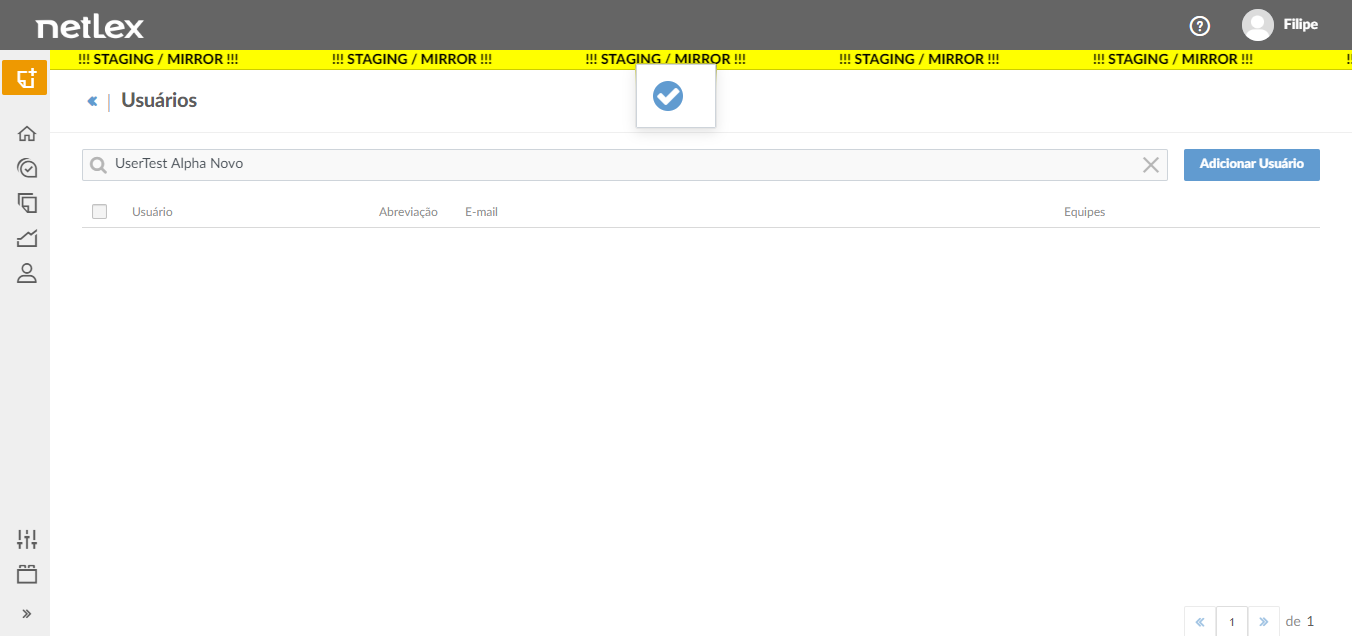 netLex
Filipe
!!! STAGING / MIRROR !!! !!! STAGING / MIRROR !!! !!! STAGING / MIRROR !!! !!! STAGING / MIRROR !!! !!! STAGING / MIRROR !!! !!
Usuários
UserTest Alpha Novo
Adicionar Usuário
Usuário Abreviação E-mail Equipes
« 1 » de 1